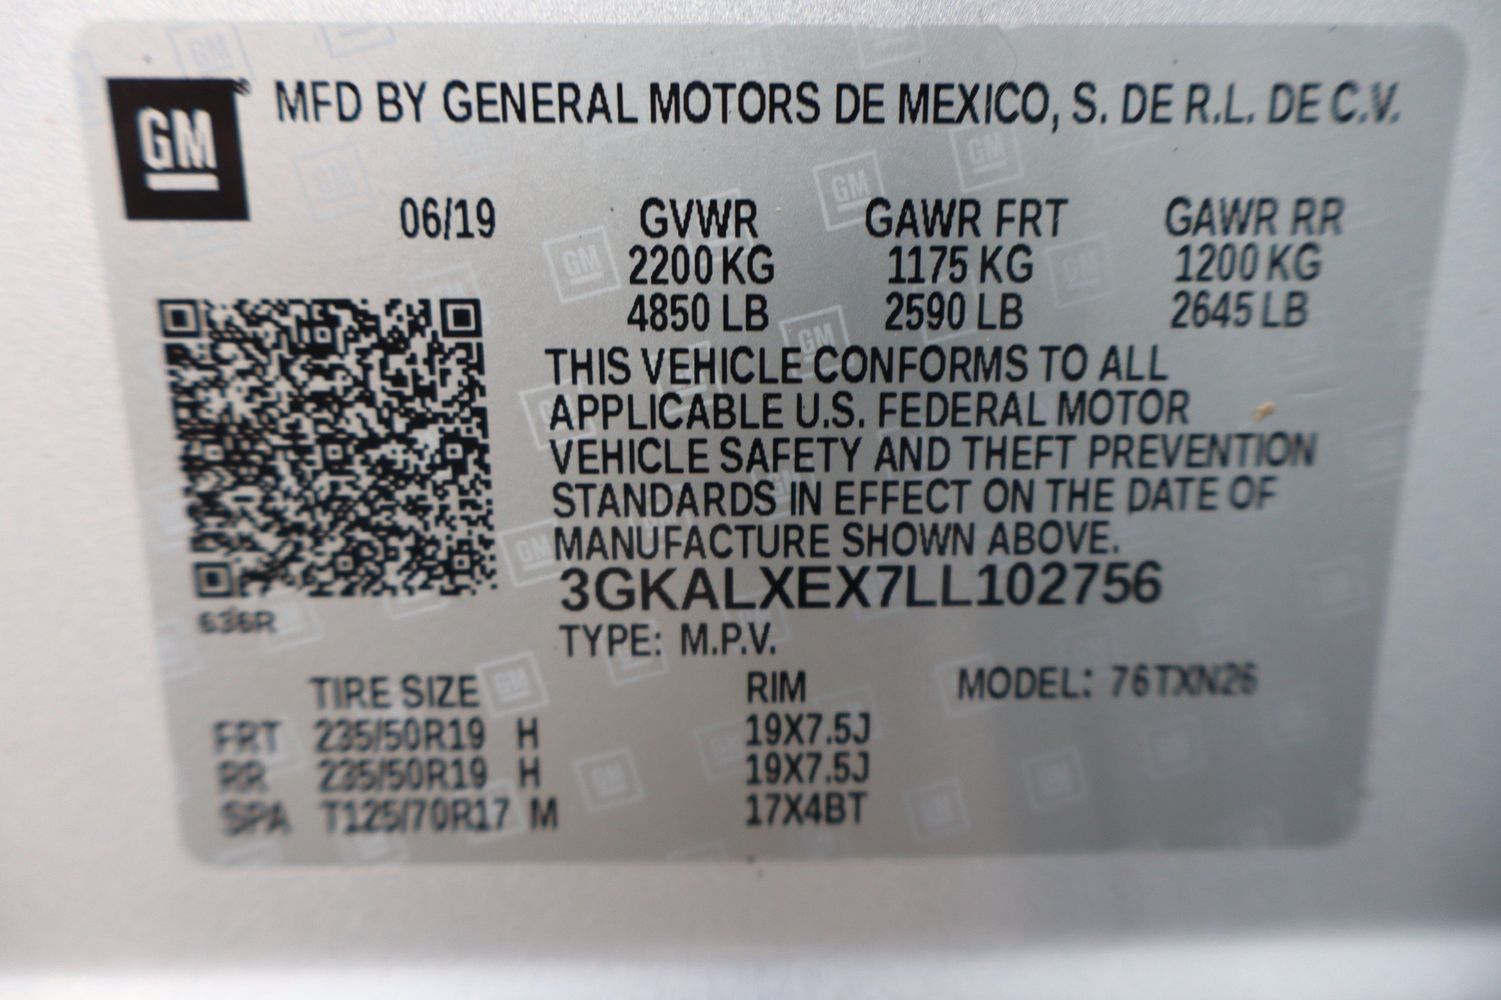 GM
MFD BY GENERAL MOTORS DE MEXICO, S. DE R.L. DE C.V.
06/19 GVWR GAWR FRT GAWR RR
2200 KG 1175 KG 1200 KG
4850 LB 2590 LB 2645 LB
THIS VEHICLE CONFORMS TO ALL
APPLICABLE U.S. FEDERAL MOTOR
VEHICLE SAFETY AND THEFT PREVENTION
STANDARDS IN EFFECT ON THE DATE OF
MANUFACTURE SHOWN ABOVE.
3GKALXEX7LL102756
636R
TYPE: M.P.V.
TIRE SIZE RIM MODEL: 76TXN26
FRT 235/50R19 H 19X7.5J
RR 235/50R19 H 19X7.5J
SPA T125/70R17 M 17X4BT